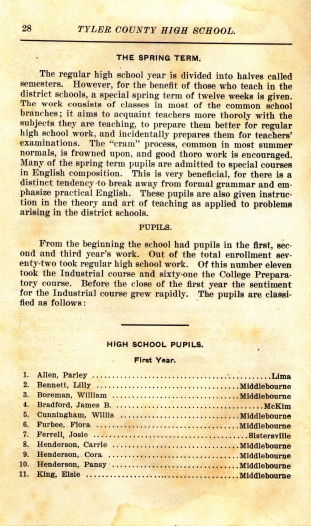 28 TYLER COUNTY HIGH SCHOOL.
THE SPRING TERM.
The regular high school year is divided into halves called
semesters. However, for the benefit of those who teach in the
district schools, a special spring term of twelve weeks is given.
The work consists of classes in most of the common school
branches; it aims to acquaint teachers more thoroly with the
subjects they are teaching, to prepare them better for regular
high school work, and incidentally prepares them for teachers'
examinations. The "cram" process, common in most summer
normals, is frowned upon, and good thoro work is encouraged.
Many of the spring term pupils are admitted to special courses
in English composition. This is very beneficial, for there is a
distinct tendency to break away from formal grammar and em-
phasize practical English. These pupils are also given instruc-
tion in the theory and art of teaching as applied to problems
arising in the district schools.
PUPILS.
From the beginning the school had pupils in the first, sec-
ond and third year's work. Out of the total enrollment sev-
enty-two took regular high school work. Of this number eleven
took the Industrial course and sixty-one the College Prepara-
tory course. Before the close of the first year the sentiment
for the Industrial course grew rapidly. The pupils are classi-
fied as follows:
HIGH SCHOOL PUPILS.
First Year.
1. Allen, Parley ........ Lima
2. Bennett, Lilly ........ Middlebourne
3. Boreman, William ........ Middlebourne
4. Bradford, James B. ........ McKim
5. Cunningham, Willis ........ Middlebourne
6. Furbee, Flora ........ Middlebourne
7. Ferrell, Josie ........ Sistersville
8. Henderson, Carrie ........ Middlebourne
9. Henderson, Cora ........ Middlebourne
10. Henderson, Pansy ........ Middlebourne
11. King, Elsie ........ Middlebourne